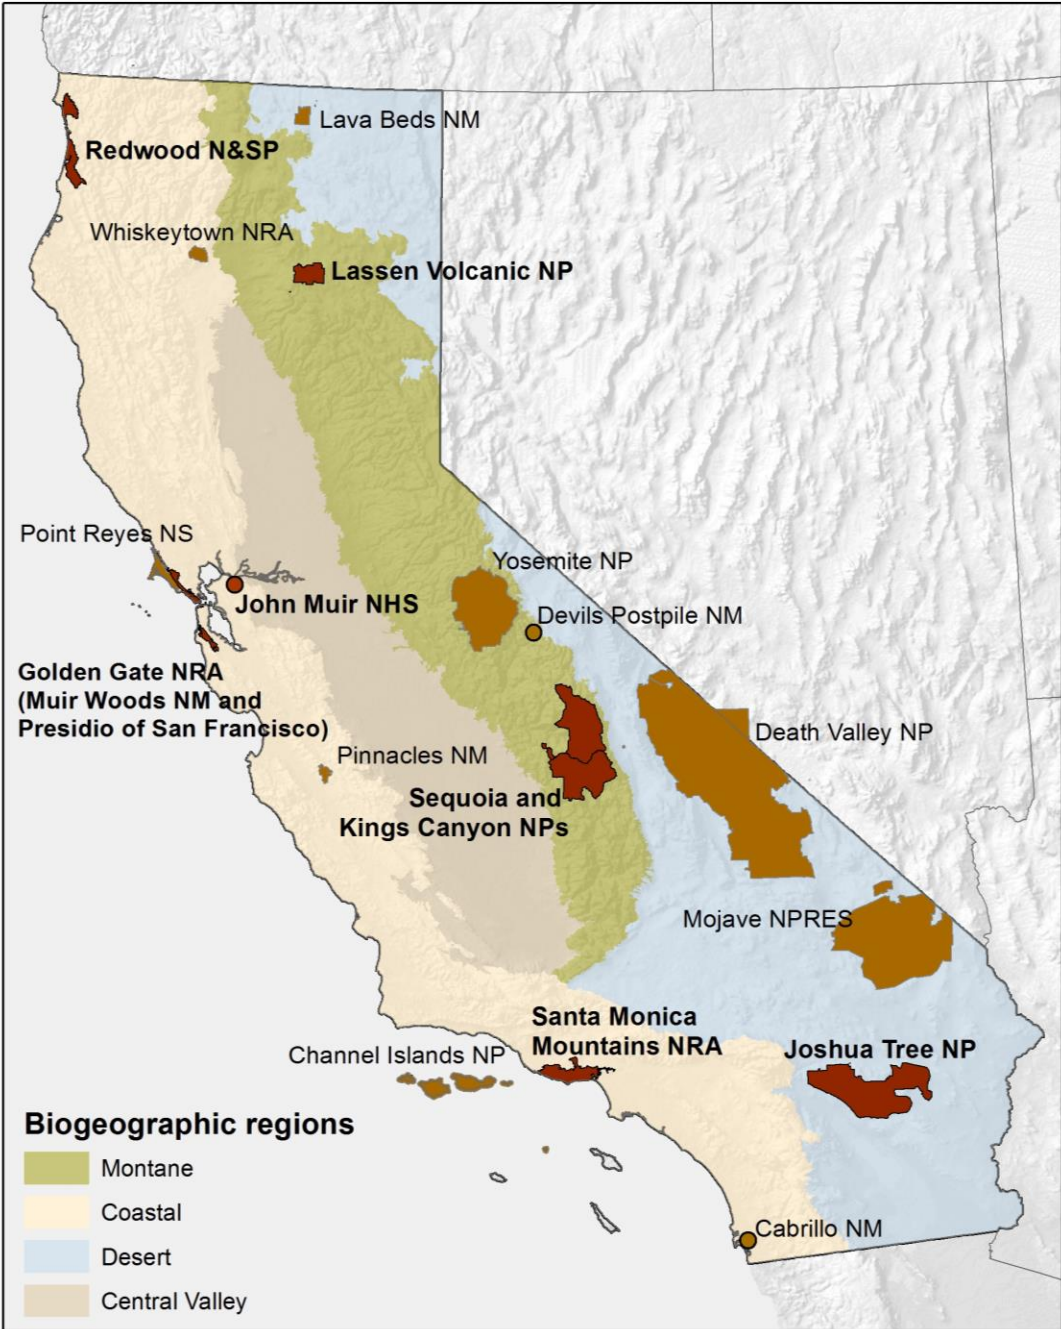 Lava Beds NM
Redwood N&SP
Whiskeytown NRA
Lassen Volcanic NP
Point Reyes NS
Yosemite NP
John Muir NHS
Devils Postpile NM
Golden Gate NRA
(Muir Woods NM and
Presidio of San Francisco)
Death Valley NP
Pinnacles NM
Sequoia and
Kings Canyon NPs
Mojave NPRES
Santa Monica
Mountains NRA
Joshua Tree NP
Channel Islands NP
Biogeographic regions
Montane
Coastal
Desert
Central Valley
Cabrillo NM